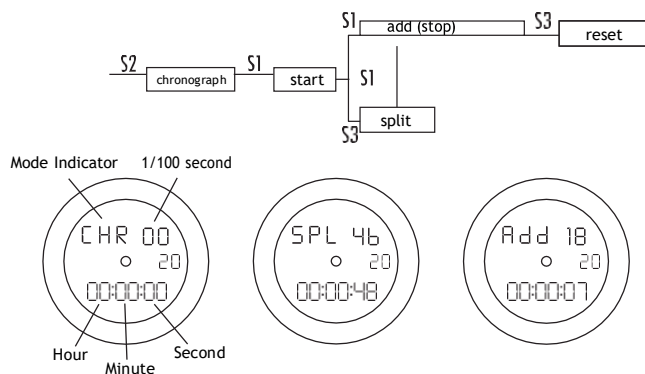 S1 add (stop) S3 reset
S2 chronograph S1 start S1
S3 split
Mode Indicator 1/100 second
CHR 00
20
00:00:00
SPL 46
20
00:00:48
Add 18
20
00:00:07
Hour Minute Second